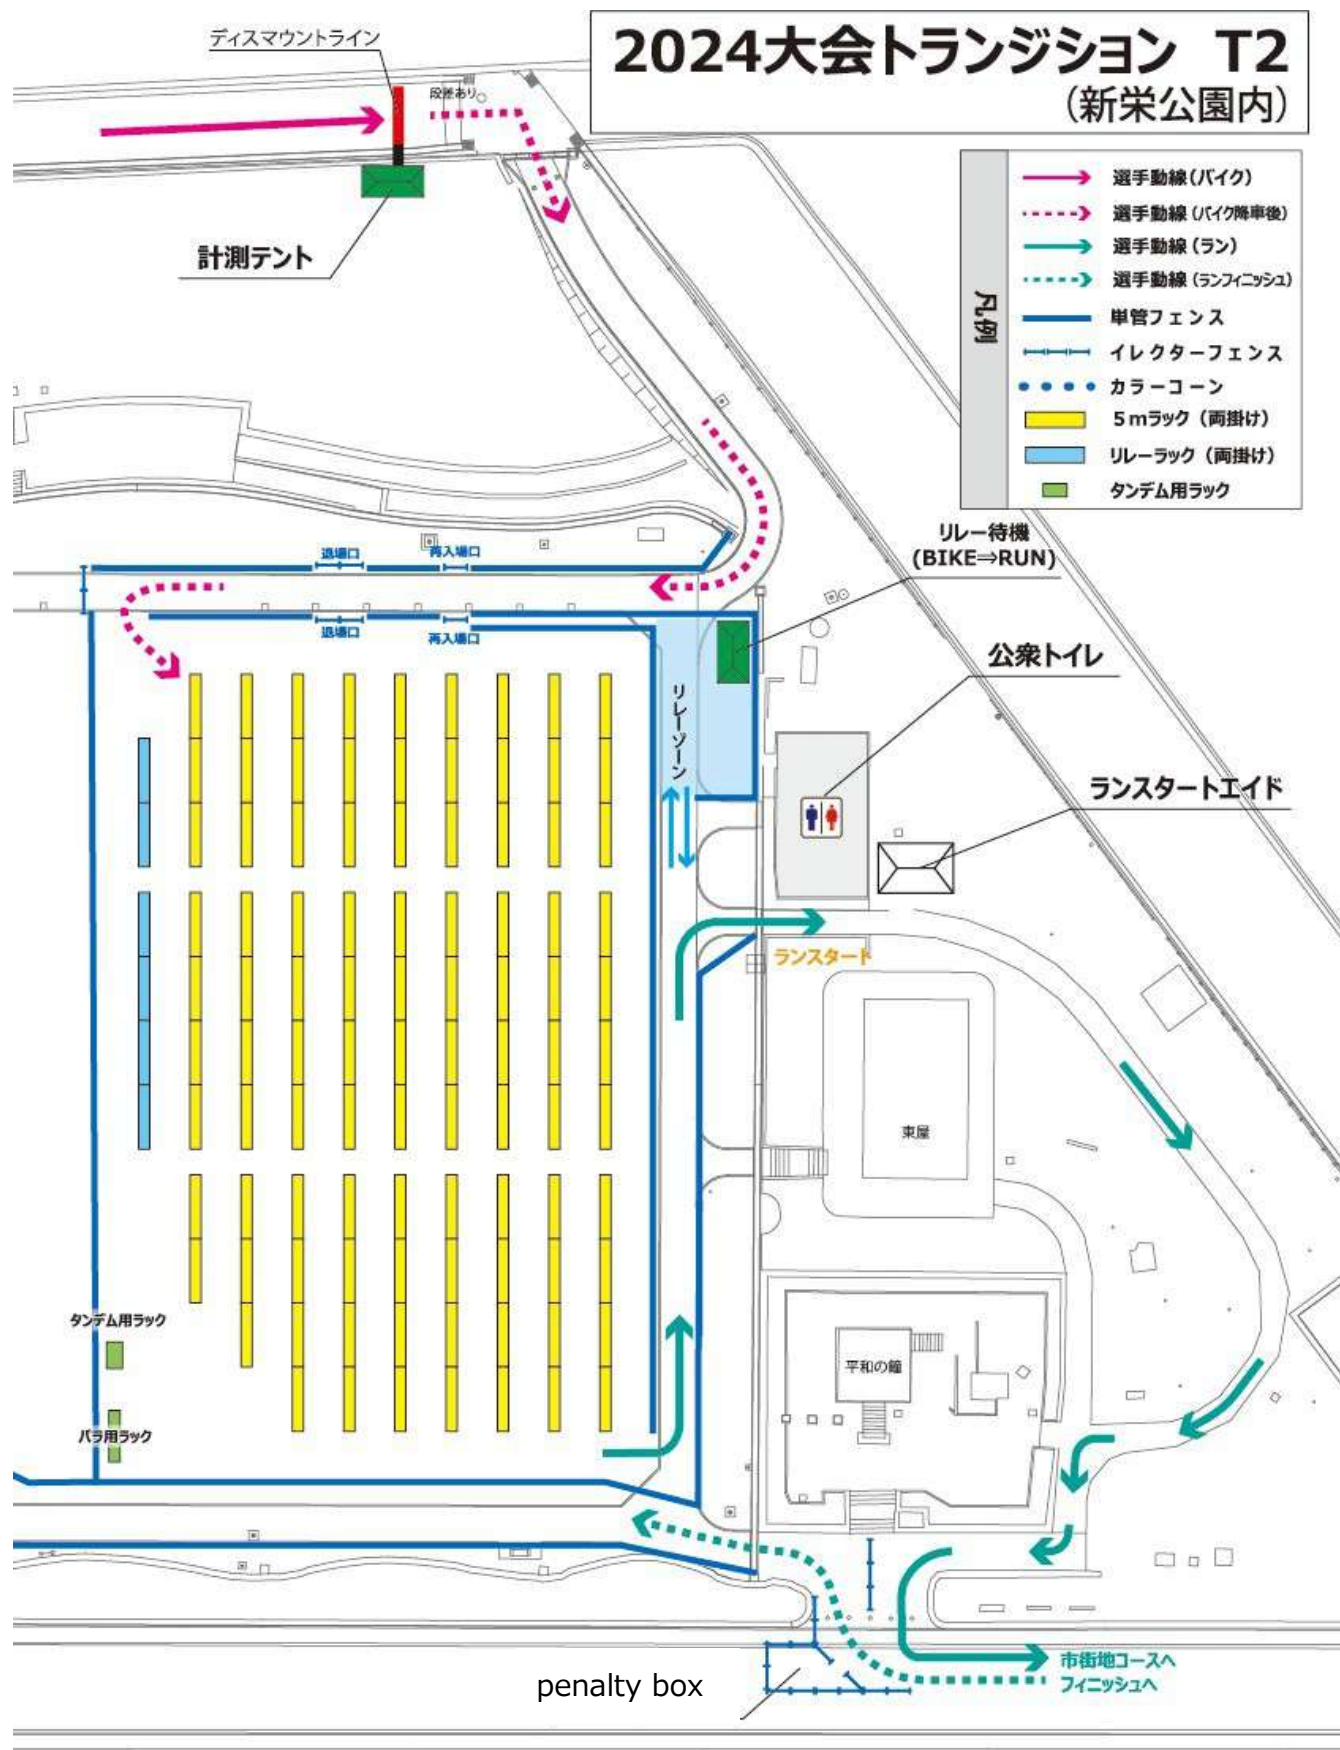 2024大会トランジション T2
(新栄公園内)
ディスマウントライン
段差あり
計測テント
凡例
選手動線(バイク)
選手動線(バイク降車後)
選手動線(ラン)
選手動線(ランフィニッシュ)
単管フェンス
イレクターフェンス
カラーコーン
5mラック(両掛け)
リレーラック(両掛け)
タンデム用ラック
リレー待機
(BIKE⇒RUN)
退場口
再入場口
退場口
再入場口
公衆トイレ
リレーゾーン
ランスタートエイド
ランスタート
東屋
タンデム用ラック
平和の鐘
パラ用ラック
市街地コースへ
フィニッシュへ
penalty box